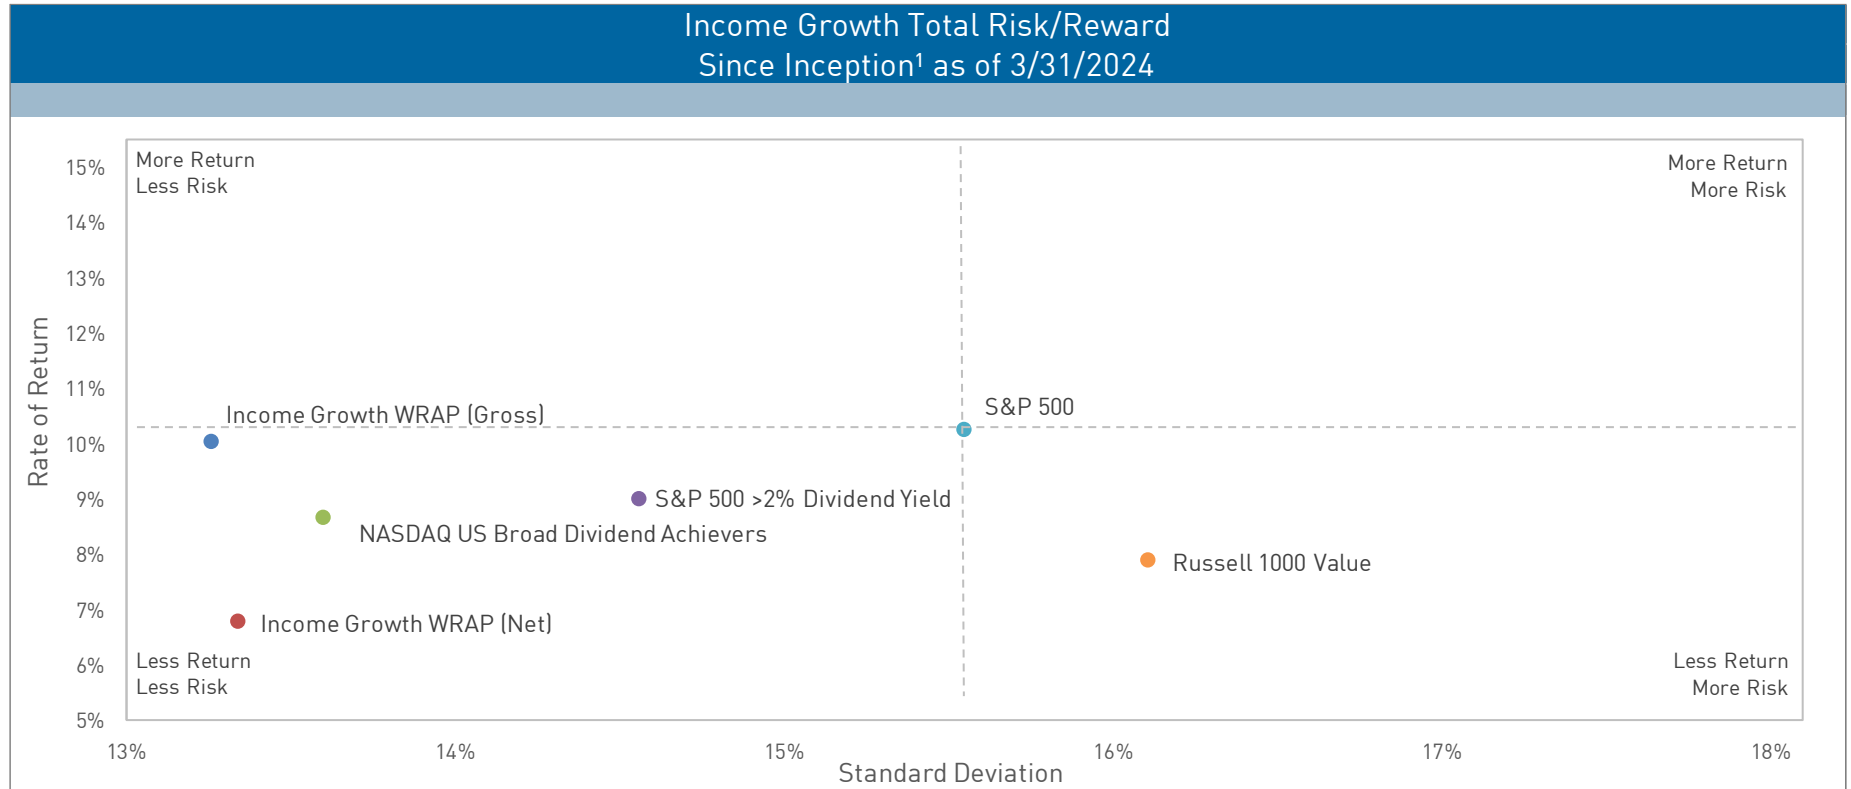 Income Growth Total Risk/Reward
Since Inception¹ as of 3/31/2024
More Return
Less Risk
More Return
More Risk
15%
14%
13%
12%
11%
10%
9%
8%
7%
6%
5%
Rate of Return
Income Growth WRAP (Gross)
S&P 500
S&P 500 >2% Dividend Yield
NASDAQ US Broad Dividend Achievers
Russell 1000 Value
Income Growth WRAP (Net)
Less Return
Less Risk
Less Return
More Risk
13%
14%
15%
16%
17%
18%
Standard Deviation